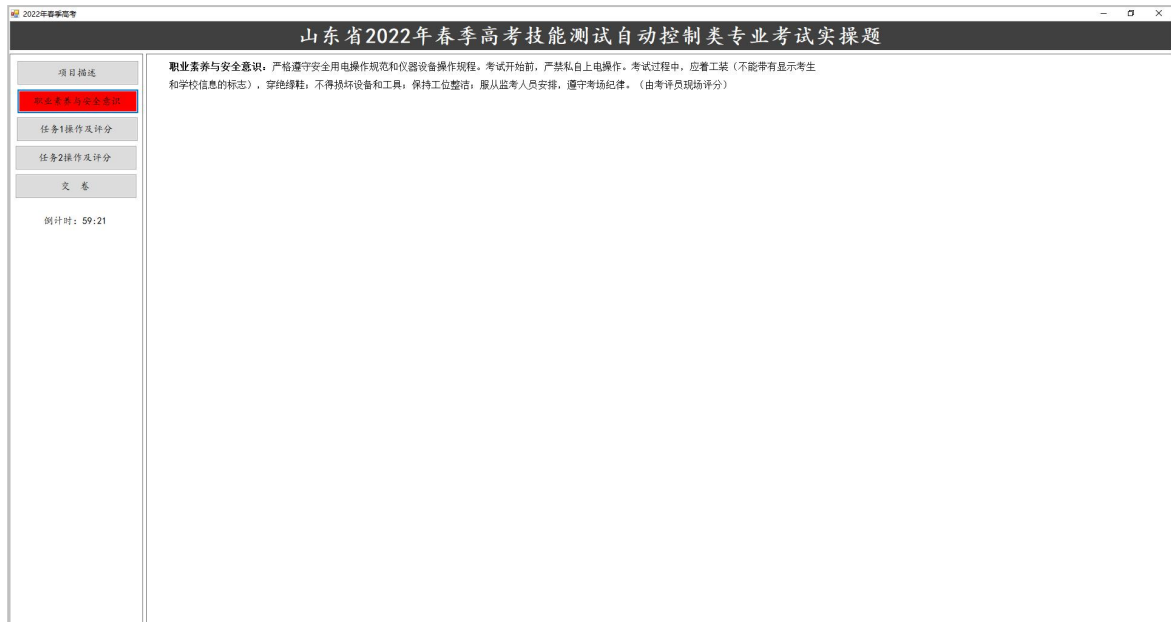 2022年春季高考
山东省2022年春季高考技能测试自动控制类专业考试实操题
项目描述
职业素养与安全意识
任务1操作及评分
任务2操作及评分
交 卷
倒计时：59:21
职业素养与安全意识：严格遵守安全用电操作规范和仪器设备操作规程。考试开始前，严禁私自上电操作。考试过程中，应着工装（不能带有显示考生
和学校信息的标志），穿绝缘鞋；不得损坏设备和工具；保持工位整洁；服从监考人员安排，遵守考场纪律。（由考评员现场评分）